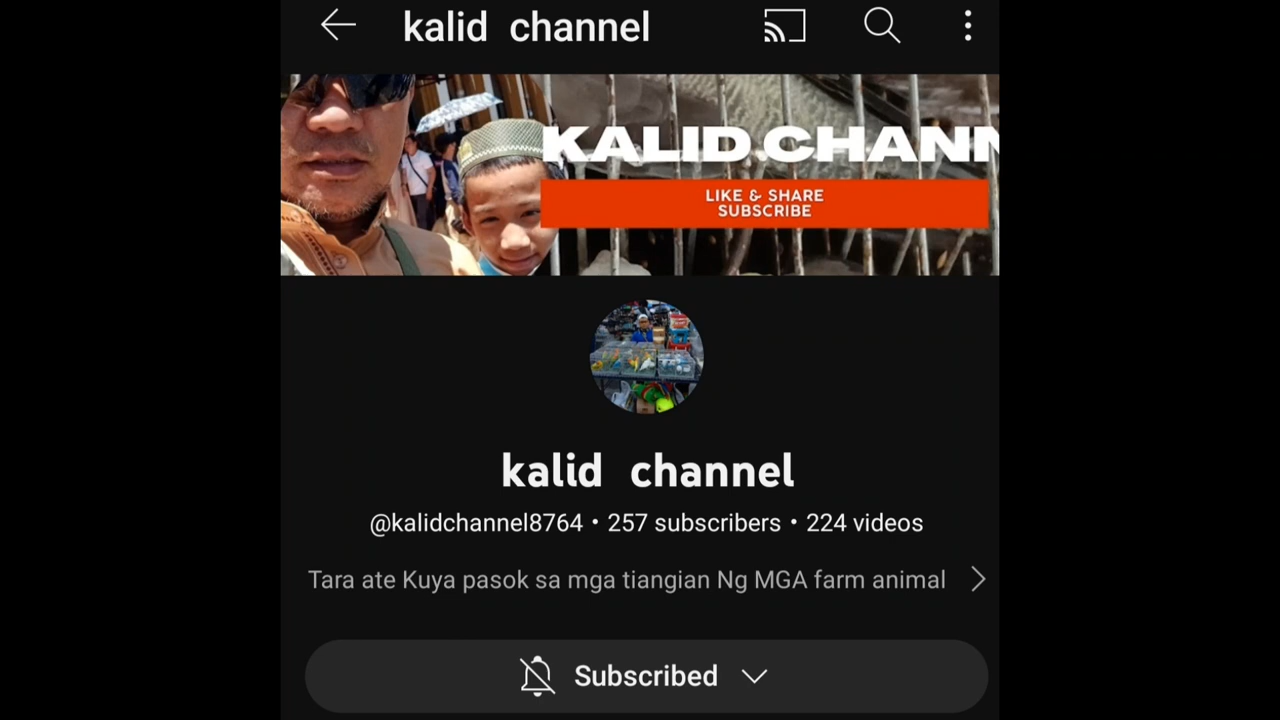 kalid channel
KALID CHANN
LIKE & SHARE
SUBSCRIBE
kalid channel
@kalidchannel8764 • 257 subscribers • 224 videos
Tara ate Kuya pasok sa mga tiangian Ng MGA farm animal
Subscribed